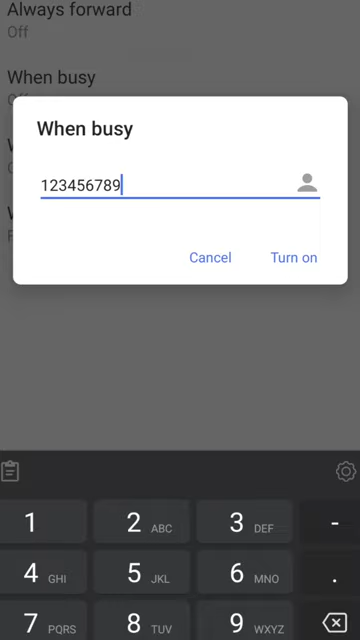 Always forward
Off
When busy
When busy
123456789
Cancel
Turn on
1
2 ABC
3 DEF
-
4 GHI
5 JKL
6 MNO
.
7 PQRS
8 TUV
9 WXYZ